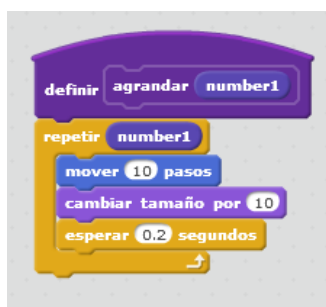 definir agrandar number1
repetir number1
mover 10 pasos
cambiar tamaño por 10
esperar 0.2 segundos